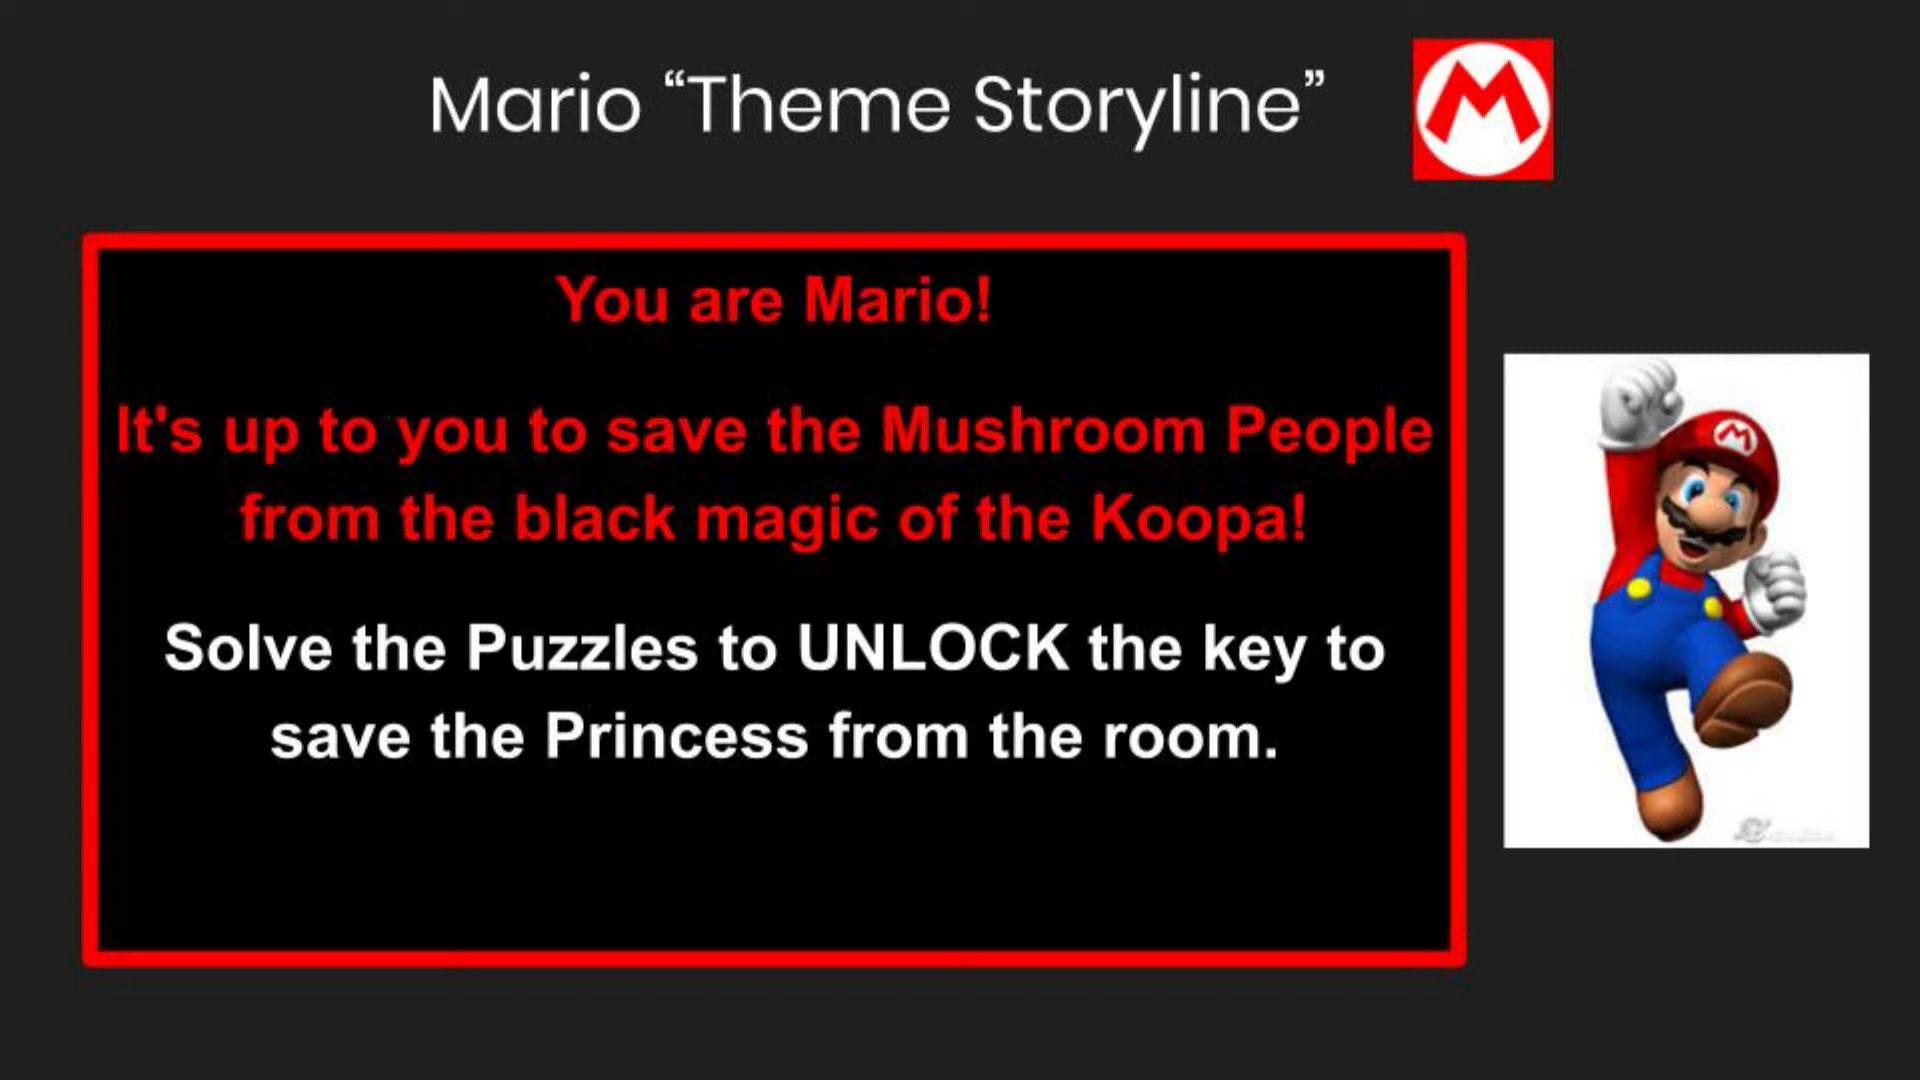 Mario “Theme Storyline”
You are Mario!
It's up to you to save the Mushroom People
from the black magic of the Koopa!
Solve the Puzzles to UNLOCK the key to
save the Princess from the room.